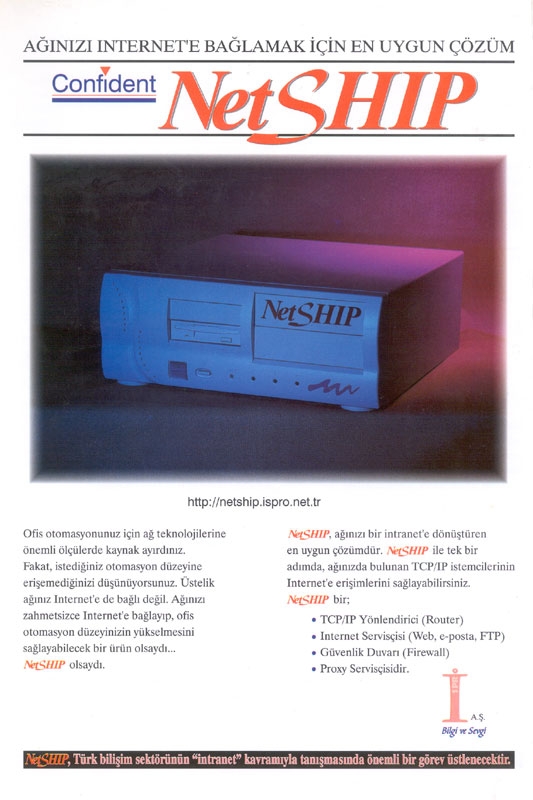 AĞINIZI INTERNET'E BAĞLAMAK İÇİN EN UYGUN ÇÖZÜM
Confident NetSHIP
NetSHIP
http://netship.ispro.net.tr
Ofis otomasyonunuz için ağ teknolojilerine
önemli ölçülerde kaynak ayırdınız.
Fakat, istediğiniz otomasyon düzeyine
erişemediğinizi düşünüyorsunuz. Üstelik
ağınız Internet'e de bağlı değil. Ağınızı
zahmetsizce Internet'e bağlayıp, ofis
otomasyon düzeyinizin yükselmesini
sağlayabilecek bir ürün olsaydı...
NetSHIP olsaydı.
NetSHIP, ağınızı bir intranet'e dönüştüren
en uygun çözümdür. NetSHIP ile tek bir
adımda, ağınızda bulunan TCP/IP istemcilerinin
Internet'e erişimlerini sağlayabilirsiniz.
NetSHIP bir;
• TCP/IP Yönlendirici (Router)
• Internet Servisçisi (Web, e-posta, FTP)
• Güvenlik Duvarı (Firewall)
• Proxy Servisçisidir.
A.Ş.
Bilgi ve Sevgi
NetSHIP, Türk bilişim sektörünün “intranet” kavramıyla tanışmasında önemli bir görev üstlenecektir.